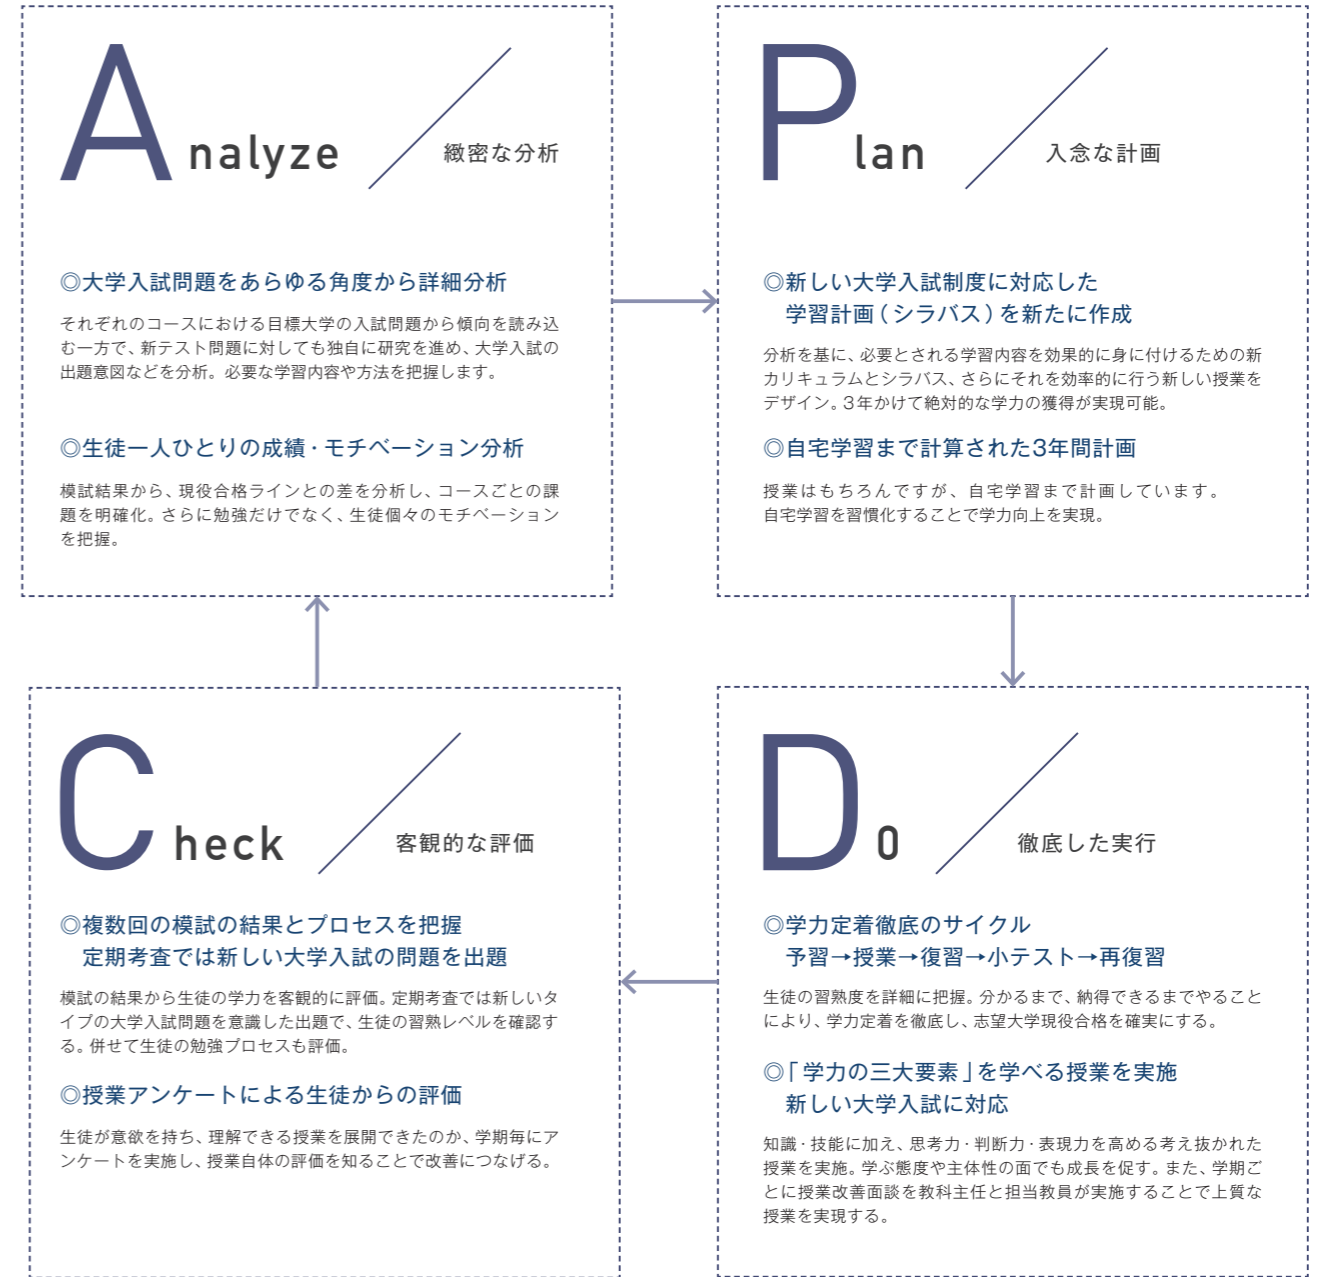 Analyze 緻密な分析
◎大学入試問題をあらゆる角度から詳細分析
それぞれのコースにおける目標大学の入試問題から傾向を読み込
む一方で、新テスト問題に対しても独自に研究を進め、大学入試の
出題意図などを分析。必要な学習内容や方法を把握します。
◎生徒一人ひとりの成績・モチベーション分析
模試結果から、現役合格ラインとの差を分析し、コースごとの課
題を明確化。さらに勉強だけでなく、生徒個々のモチベーション
を把握。
Plan 入念な計画
◎新しい大学入試制度に対応した
学習計画(シラバス)を新たに作成
分析を基に、必要とされる学習内容を効果的に身に付けるための新
カリキュラムとシラバス、さらにそれを効率的に行う新しい授業を
デザイン。3年かけて絶対的な学力の獲得が実現可能。
◎自宅学習まで計算された3年間計画
授業はもちろんですが、自宅学習まで計画しています。
自宅学習を習慣化することで学力向上を実現。
Do 徹底した実行
◎学力定着徹底のサイクル
予習→授業→復習→小テスト→再復習
生徒の習熟度を詳細に把握。分かるまで、納得できるまでやること
により、学力定着を徹底し、志望大学現役合格を確実にする。
◎「学力の三大要素」を学べる授業を実施
新しい大学入試に対応
知識・技能に加え、思考力・判断力・表現力を高める考え抜かれた
授業を実施。学ぶ態度や主体性の面でも成長を促す。また、学期ご
とに授業改善面談を教科主任と担当教員が実施することで上質な
授業を実現する。
Check 客観的な評価
◎複数回の模試の結果とプロセスを把握
定期考査では新しい大学入試の問題を出題
模試の結果から生徒の学力を客観的に評価。定期考査では新しいタ
イプの大学入試問題を意識した出題で、生徒の習熟レベルを確認す
る。併せて生徒の勉強プロセスも評価。
◎授業アンケートによる生徒からの評価
生徒が意欲を持ち、理解できる授業を展開できたのか、学期毎にア
ンケートを実施し、授業自体の評価を知ることで改善につなげる。